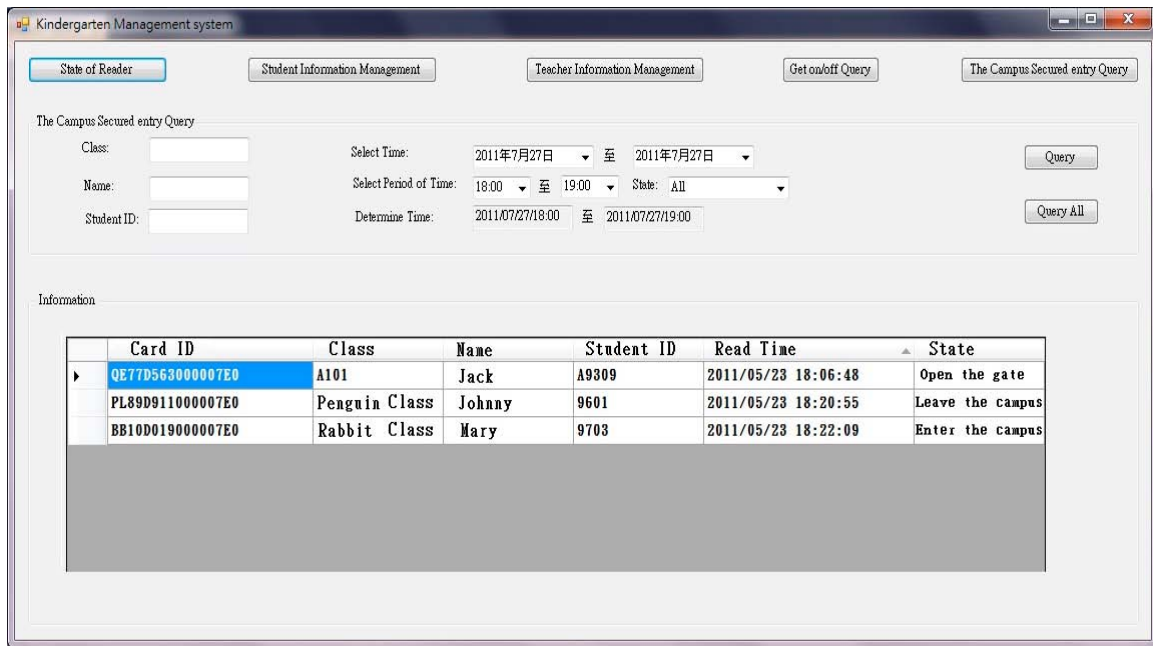 Kindergarten Management system
State of Reader Student Information Management Teacher Information Management Get on/off Query The Campus Secured entry Query
The Campus Secured entry Query
Class: Select Time: 2011年7月27日 至 2011年7月27日 Query
Name: Select Period of Time: 18:00 至 19:00 State: All
Student ID: Determine Time: 2011/07/27/18:00 至 2011/07/27/19:00 Query All
Information
Card ID Class Name Student ID Read Time State
QE77D563000007E0 A101 Jack A9309 2011/05/23 18:06:48 Open the gate
PL89D911000007E0 Penguin Class Johnny 9601 2011/05/23 18:20:55 Leave the campus
BB10D019000007E0 Rabbit Class Mary 9703 2011/05/23 18:22:09 Enter the campus